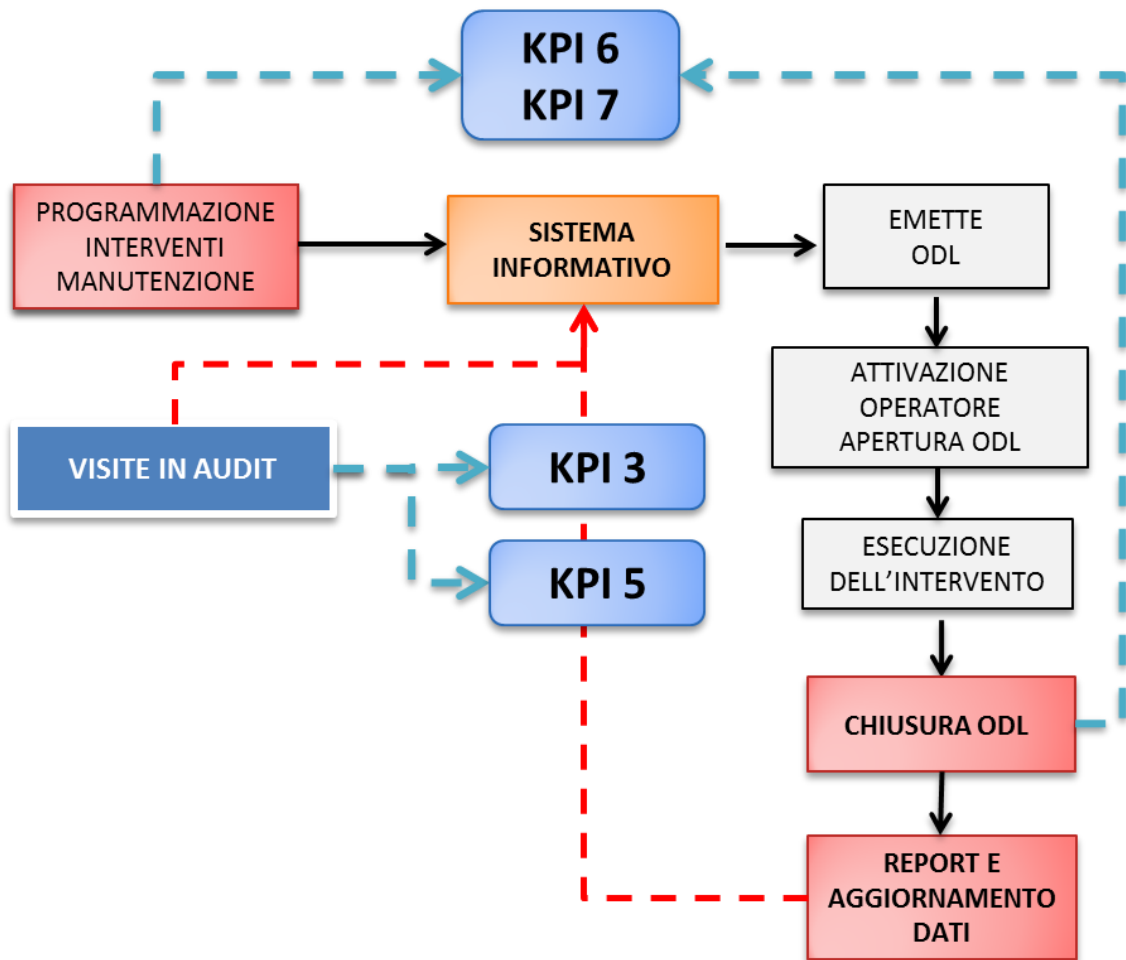 KPI 6
KPI 7
PROGRAMMAZIONE
INTERVENTI
MANUTENZIONE
SISTEMA
INFORMATIVO
EMETTE
ODL
ATTIVAZIONE
OPERATORE
APERTURA ODL
VISITE IN AUDIT
KPI 3
KPI 5
ESECUZIONE
DELL'INTERVENTO
CHIUSURA ODL
REPORT E
AGGIORNAMENTO
DATI